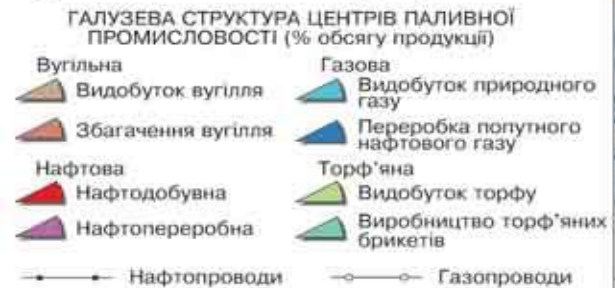 ГАЛУЗЕВА СТРУКТУРА ЦЕНТРІВ ПАЛИВНОЇ
ПРОМИСЛОВОСТІ (% обсягу продукції)
Вугільна
Видобуток вугілля
Збагачення вугілля
Нафтова
Нафтодобувна
Нафтопереробна
Газова
Видобуток природного
газу
Переробка попутного
нафтового газу
Торф'яна
Видобуток торфу
Виробництво торф'яних
брикетів
Нафтопроводи
Газопроводи